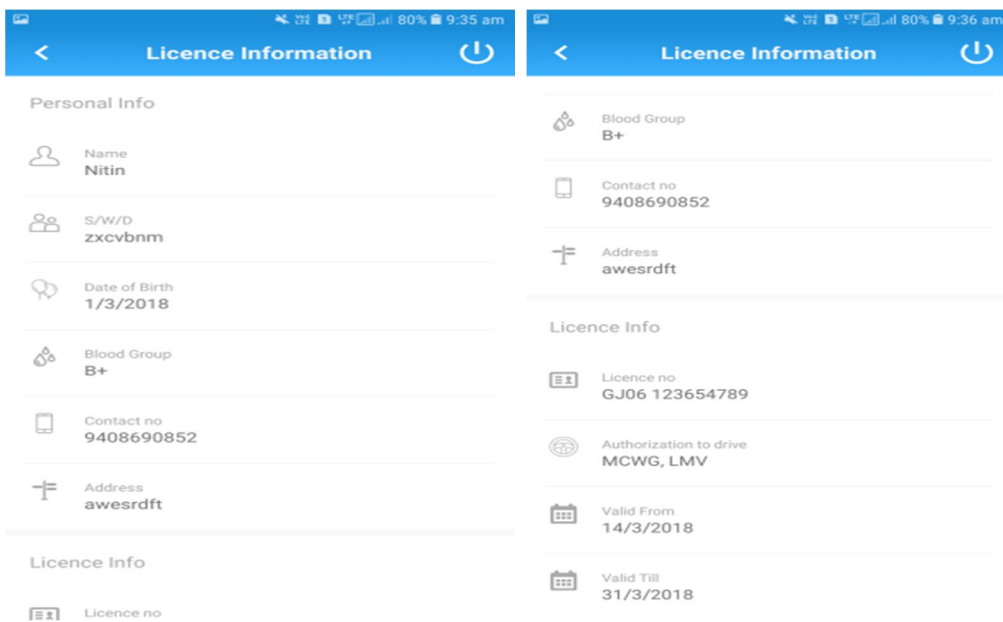 80% 9:35 am
Licence Information
Personal Info
Name
Nitin
S/W/D
zxcvbnm
Date of Birth
1/3/2018
Blood Group
B+
Contact no
9408690852
Address
awesrdft
Licence Info
Licence no
80% 9:36 am
Licence Information
Blood Group
B+
Contact no
9408690852
Address
awesrdft
Licence Info
Licence no
GJ06 123654789
Authorization to drive
MCWG, LMV
Valid From
14/3/2018
Valid Till
31/3/2018